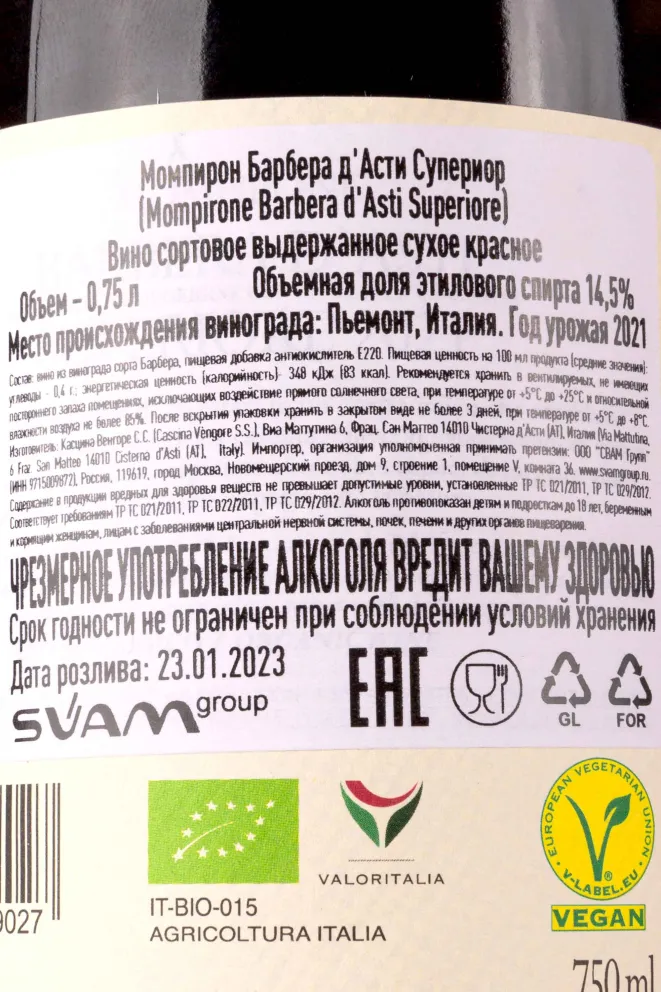 Момпирон Барбера д'Асти Супериор
(Mompirone Barbera d'Asti Superiore)
Вино сортовое выдержанное сухое красное
Объем – 0,75 л Объемная доля этилового спирта 14,5%
Место происхождения винограда: Пьемонт, Италия. Год урожая 2021
Состав: вино из винограда сорта Барбера, пищевая добавка антиокислитель Е220. Пищевая ценность на 100 мл продукта (средние значения):
углеводы - 0,4 г.; энергетическая ценность (калорийность)- 348 кДж (83 ккал). Рекомендуется хранить в вентилируемых, не имеющих
постороннего запаха помещениях, исключающих воздействие прямого солнечного света, при температуре от +5°С до +25°С и относительной
влажности воздуха не более 85%. После вскрытия упаковки хранить в закрытом виде не более 3 дней, при температуре от +5°С до +8°С.
Изготовитель: Касцина Венгоре С.С. (Cascina Vèngore S.S.), Виа Маттутина 6, Фрац. Сан Маттео 14010 Чистерна д'Асти (АТ), Италия (Via Mattutina,
6 Fraz. San Matteo 14010 Cisterna d'Asti (AT), Italy). Импортер, организация уполномоченная принимать претензии: ООО "СВАМ Групп"
(ИНН 9715009872), Россия, 119619, город Москва, Новомещерский проезд, дом 9, строение 1, помещение V, комната 36. www.svamgroup.ru.
Содержание в продукции вредных для здоровья веществ не превышает допустимые уровни, установленные ТР ТС 021/2011, ТР ТС 029/2012.
Соответствует требованиям ТР ТС 021/2011, ТР ТС 022/2011, ТР ТС 029/2012. Алкоголь противопоказан детям и подросткам до 18 лет, беременным
и кормящим женщинам, лицам с заболеваниями центральной нервной системы, почек, печени и других органов пищеварения.
ЧРЕЗМЕРНОЕ УПОТРЕБЛЕНИЕ АЛКОГОЛЯ ВРЕДИТ ВАШЕМУ ЗДОРОВЬЮ
Срок годности не ограничен при соблюдении условий хранения
Дата розлива: 23.01.2023
SVAM group
EAC
GL FOR
EUROPEAN VEGETARIAN UNION
V-LABEL.EU
®
VEGAN
VALORITALIA
IT-BIO-015
AGRICOLTURA ITALIA
9027
750 ml